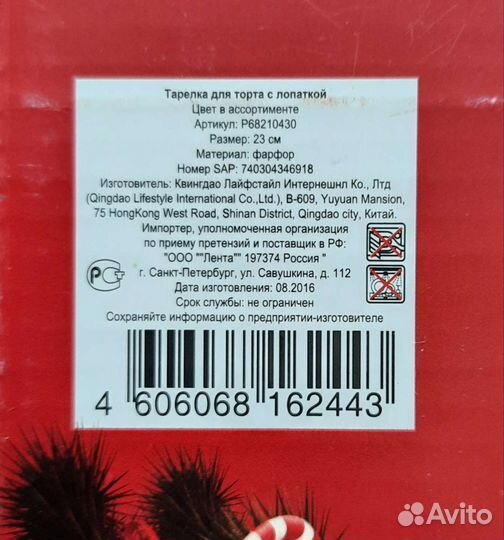 Тарелка для торта с лопаткой
Цвет в ассортименте
Артикул: P68210430
Размер: 23 см
Материал: фарфор
Номер SAP: 740304346918
Изготовитель: Квингдао Лайфстайл Интернешнл Ко., Лтд
(Qingdao Lifestyle International Co.,Ltd.), B-609, Yuyuan Mansion,
75 HongKong West Road, Shinan District, Qingdao city, Китай.
Импортер, уполномоченная организация
по приему претензий и поставщик в РФ:
"ООО ""Лента"" 197374 Россия "
г. Санкт-Петербург, ул. Савушкина, д. 112
Дата изготовления: 08.2016
Срок службы: не ограничен
Сохраняйте информацию о предприятии-изготовителе
4 606068 162443
Avito